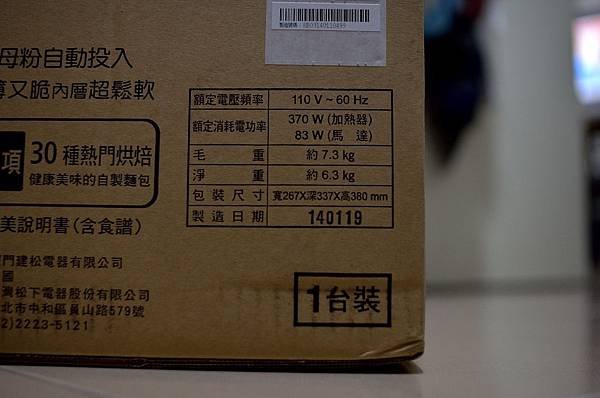 母粉自動投入
薄又脆內層超鬆軟
項
30種熱門烘焙
健康美味的自製麵包
美說明書(含食譜)
門建松電器有限公司
國
灣松下電器股份有限公司
北市中和區員山路579號
2)2223-5121
額定電壓頻率 110 V ~ 60 Hz
額定消耗電功率 370 W (加熱器)
83 W (馬 達)
毛 重 約 7.3 kg
淨 重 約 6.3 kg
包裝尺寸 寬267X深337X高380 mm
製造日期 140119
1台裝